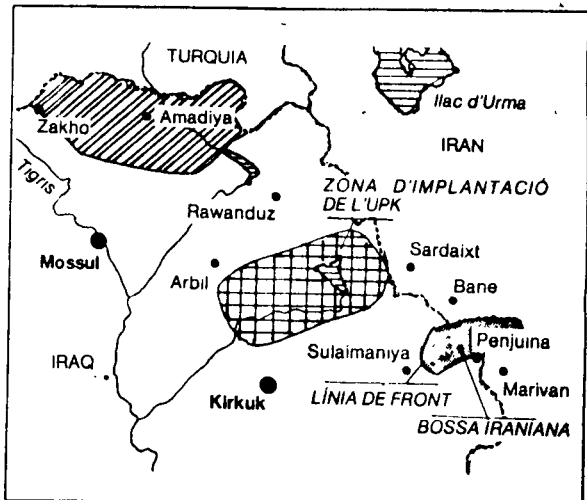 TURQUIA
llac d'Urma
Zakho
Amadiya
IRAN
Tigris
ZONA D'IMPLANTACIÓ
DE L'UPK
Rawanduz
Mossul
Arbil
Sardaixt
Bane
Sulaimaniya
Penjuina
IRAQ
Kirkuk
LÍNIA DE FRONT
Marivan
BOSSA IRANIANA